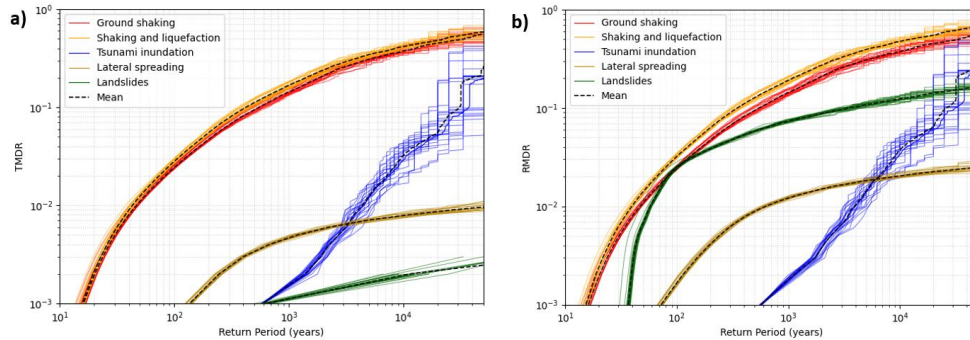 a)
Ground shaking
Shaking and liquefaction
Tsunami inundation
Lateral spreading
Landslides
Mean
TMDR
10⁰
10⁻¹
10⁻²
10⁻³
10¹
10²
10³
10⁴
Return Period (years)
b)
Ground shaking
Shaking and liquefaction
Tsunami inundation
Lateral spreading
Landslides
Mean
RMDR
10⁰
10⁻¹
10⁻²
10⁻³
10¹
10²
10³
10⁴
Return Period (years)